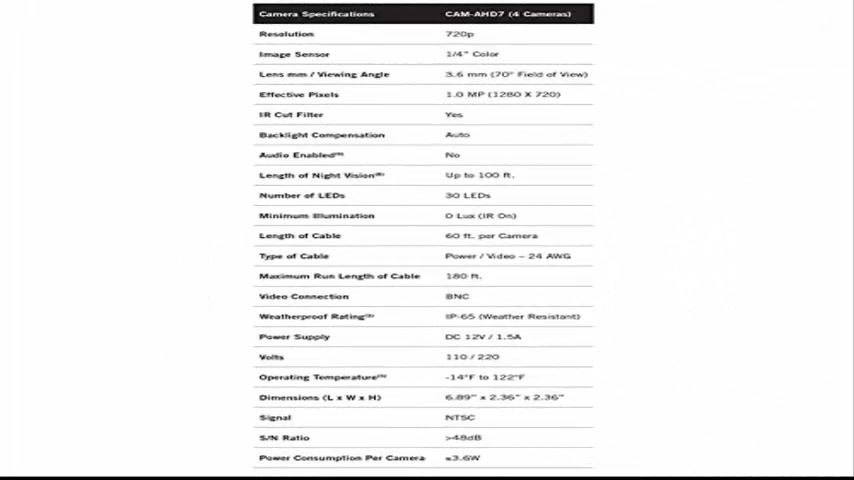 Camera Specifications CAM-AHD7 (4 Cameras)
Resolution 720p
Image Sensor 1/4" Color
Lens mm / Viewing Angle 3.6 mm (70° Field of View)
Effective Pixels 1.0 MP (1280 X 720)
IR Cut Filter Yes
Backlight Compensation Auto
Audio Enabled No
Length of Night Vision Up to 100 ft.
Number of LEDs 30 LEDs
Minimum Illumination 0 Lux (IR On)
Length of Cable 60 ft. per Camera
Type of Cable Power / Video – 24 AWG
Maximum Run Length of Cable 180 ft.
Video Connection BNC
Weatherproof Rating IP-65 (Weather Resistant)
Power Supply DC 12V / 1.5A
Volts 110 / 220
Operating Temperature -14°F to 122°F
Dimensions (L x W x H) 6.89" x 2.36" x 2.36"
Signal NTSC
S/N Ratio >48dB
Power Consumption Per Camera ≤3.6W